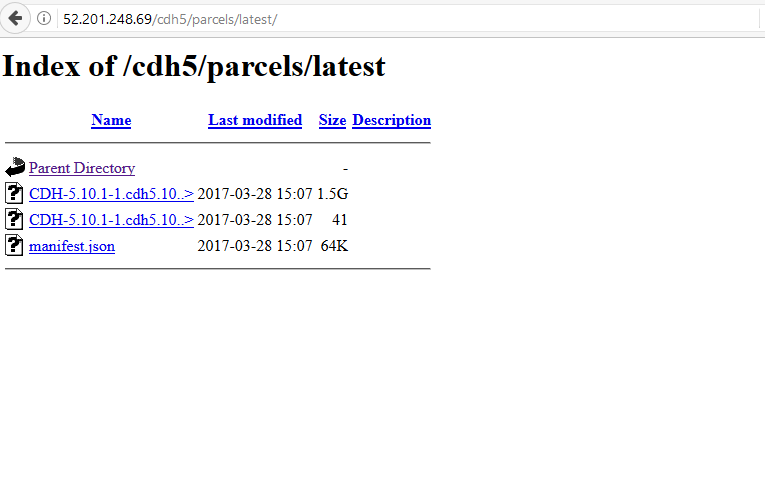 52.201.248.69/cdh5/parcels/latest/
Index of /cdh5/parcels/latest
Name Last modified Size Description
Parent Directory -
CDH-5.10.1-1.cdh5.10..> 2017-03-28 15:07 1.5G
CDH-5.10.1-1.cdh5.10..> 2017-03-28 15:07 41
manifest.json 2017-03-28 15:07 64K